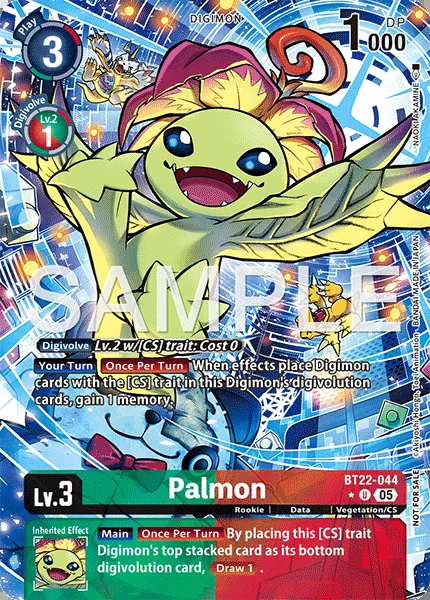 DIGIMON
Play
3
1000
DP
Digivolve
Lv.2
1
NAOKI AKAMINE
SAMPLE
Digivolve Lv.2 w/[CS] trait: Cost 0
Your Turn Once Per Turn When effects place Digimon
cards with the [CS] trait in this Digimon's digivolution
cards, gain 1 memory.
©Akiyoshi Hongo, Toei Animation
BANDAI MADE IN JAPAN
NOT FOR SALE
Lv.3
Palmon
BT22-044
U 05
Rookie | Data | Vegetation/CS
Inherited Effect
Main Once Per Turn By placing this [CS] trait
Digimon's top stacked card as its bottom
digivolution card, Draw 1 .